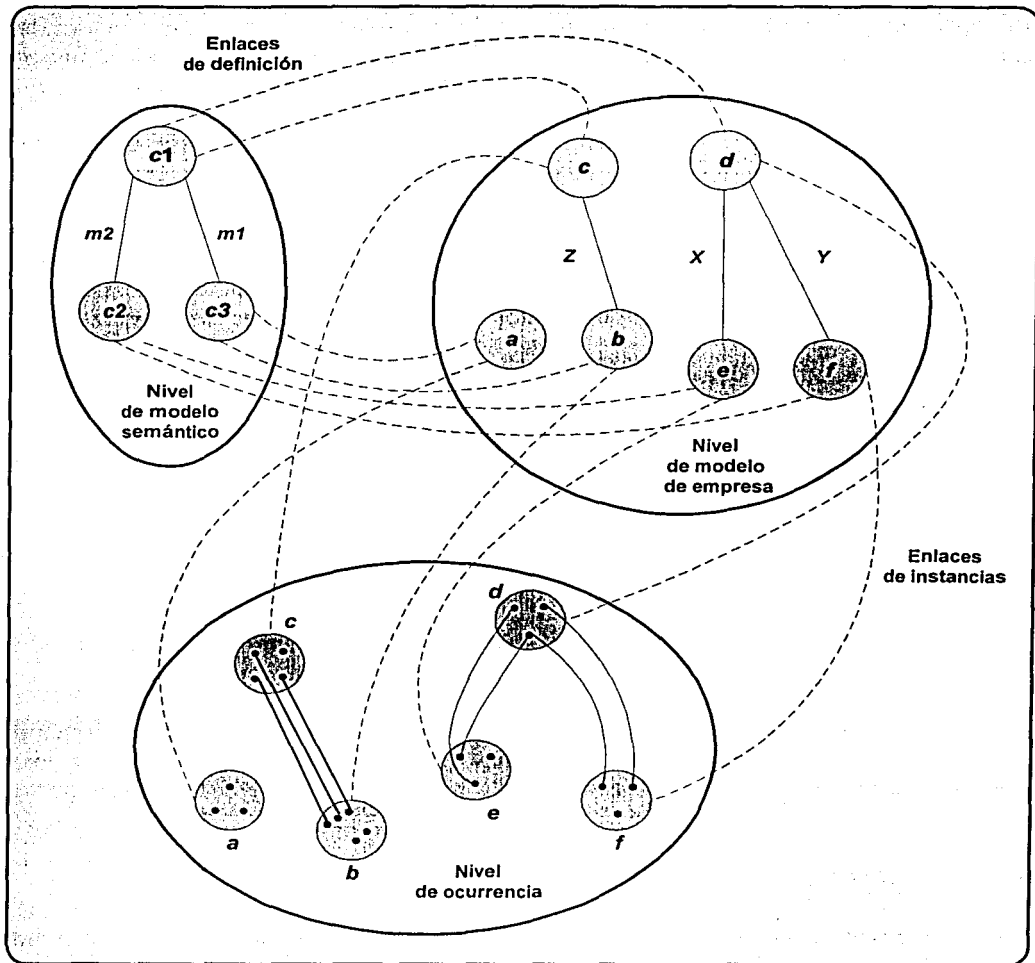 Enlaces
de definición
c1
c
d
m2
m1
Z
X
Y
c2
c3
a
b
e
f
Nivel
de modelo
semántico
Nivel
de modelo
de empresa
Enlaces
de instancias
d
c
e
a
b
f
Nivel
de ocurrencia